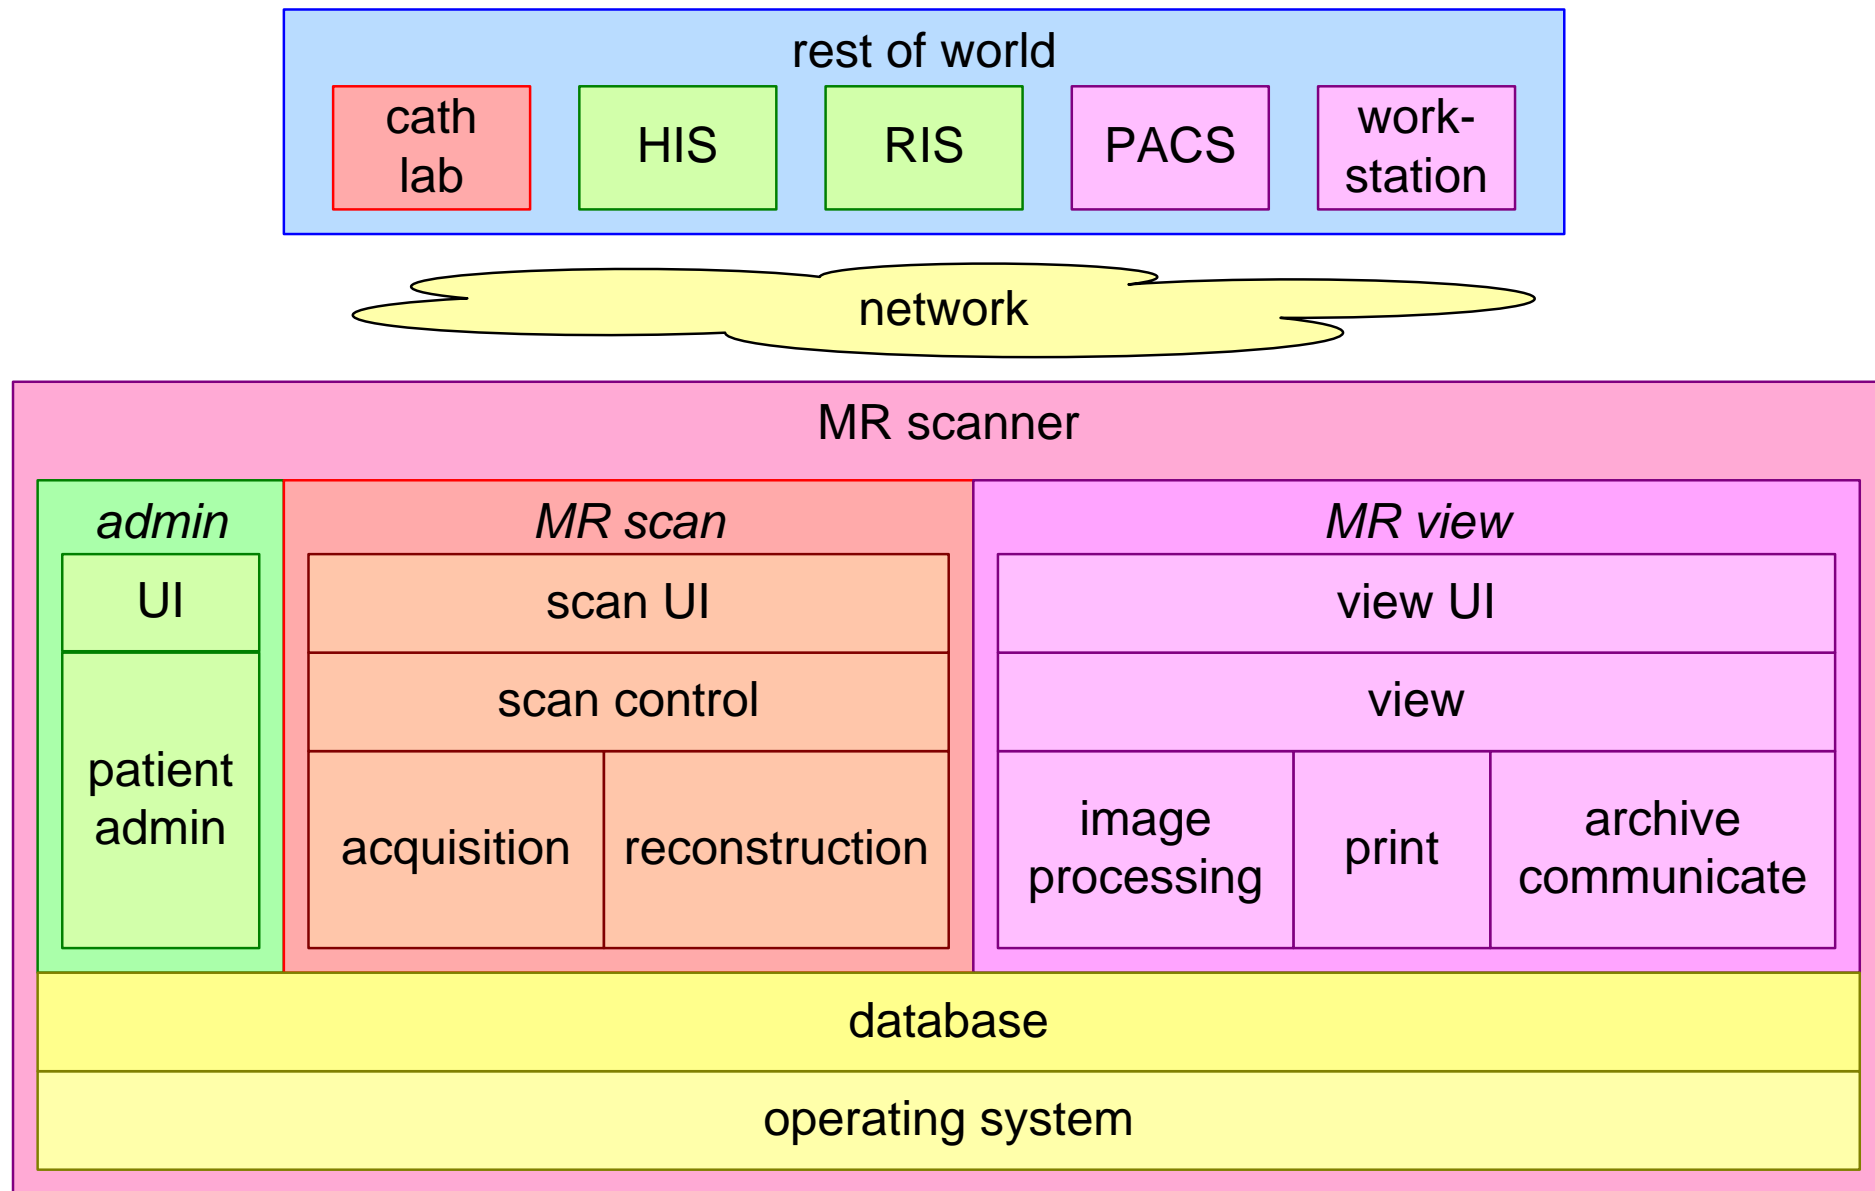 rest of world
cath
lab
HIS
RIS
PACS
work-
station
network
MR scanner
admin
UI
patient
admin
MR scan
scan UI
scan control
acquisition
reconstruction
MR view
view UI
view
image
processing
print
archive
communicate
database
operating system